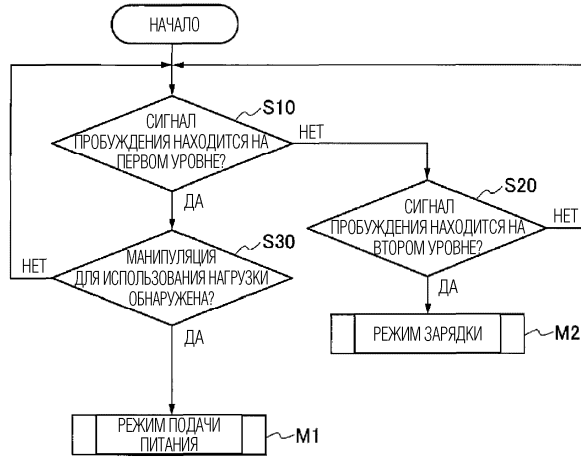 НАЧАЛО
S10
СИГНАЛ
ПРОБУЖДЕНИЯ НАХОДИТСЯ НА
ПЕРВОМ УРОВНЕ?
НЕТ
ДА
S20
СИГНАЛ
ПРОБУЖДЕНИЯ НАХОДИТСЯ НА
ВТОРОМ УРОВНЕ?
НЕТ
ДА
S30
МАНИПУЛЯЦИЯ
ДЛЯ ИСПОЛЬЗОВАНИЯ НАГРУЗКИ
ОБНАРУЖЕНА?
НЕТ
ДА
РЕЖИМ ЗАРЯДКИ
M2
РЕЖИМ ПОДАЧИ
ПИТАНИЯ
M1